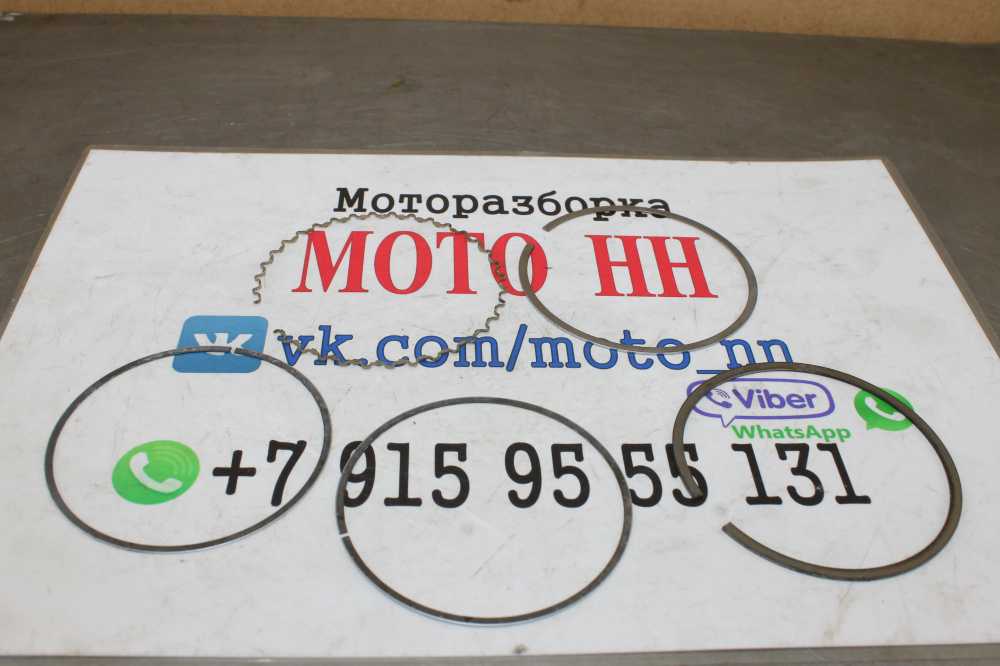 Моторазборка
МОТО НН
vk.com/moto_nn
Viber
WhatsApp
+7 915 95 55 131